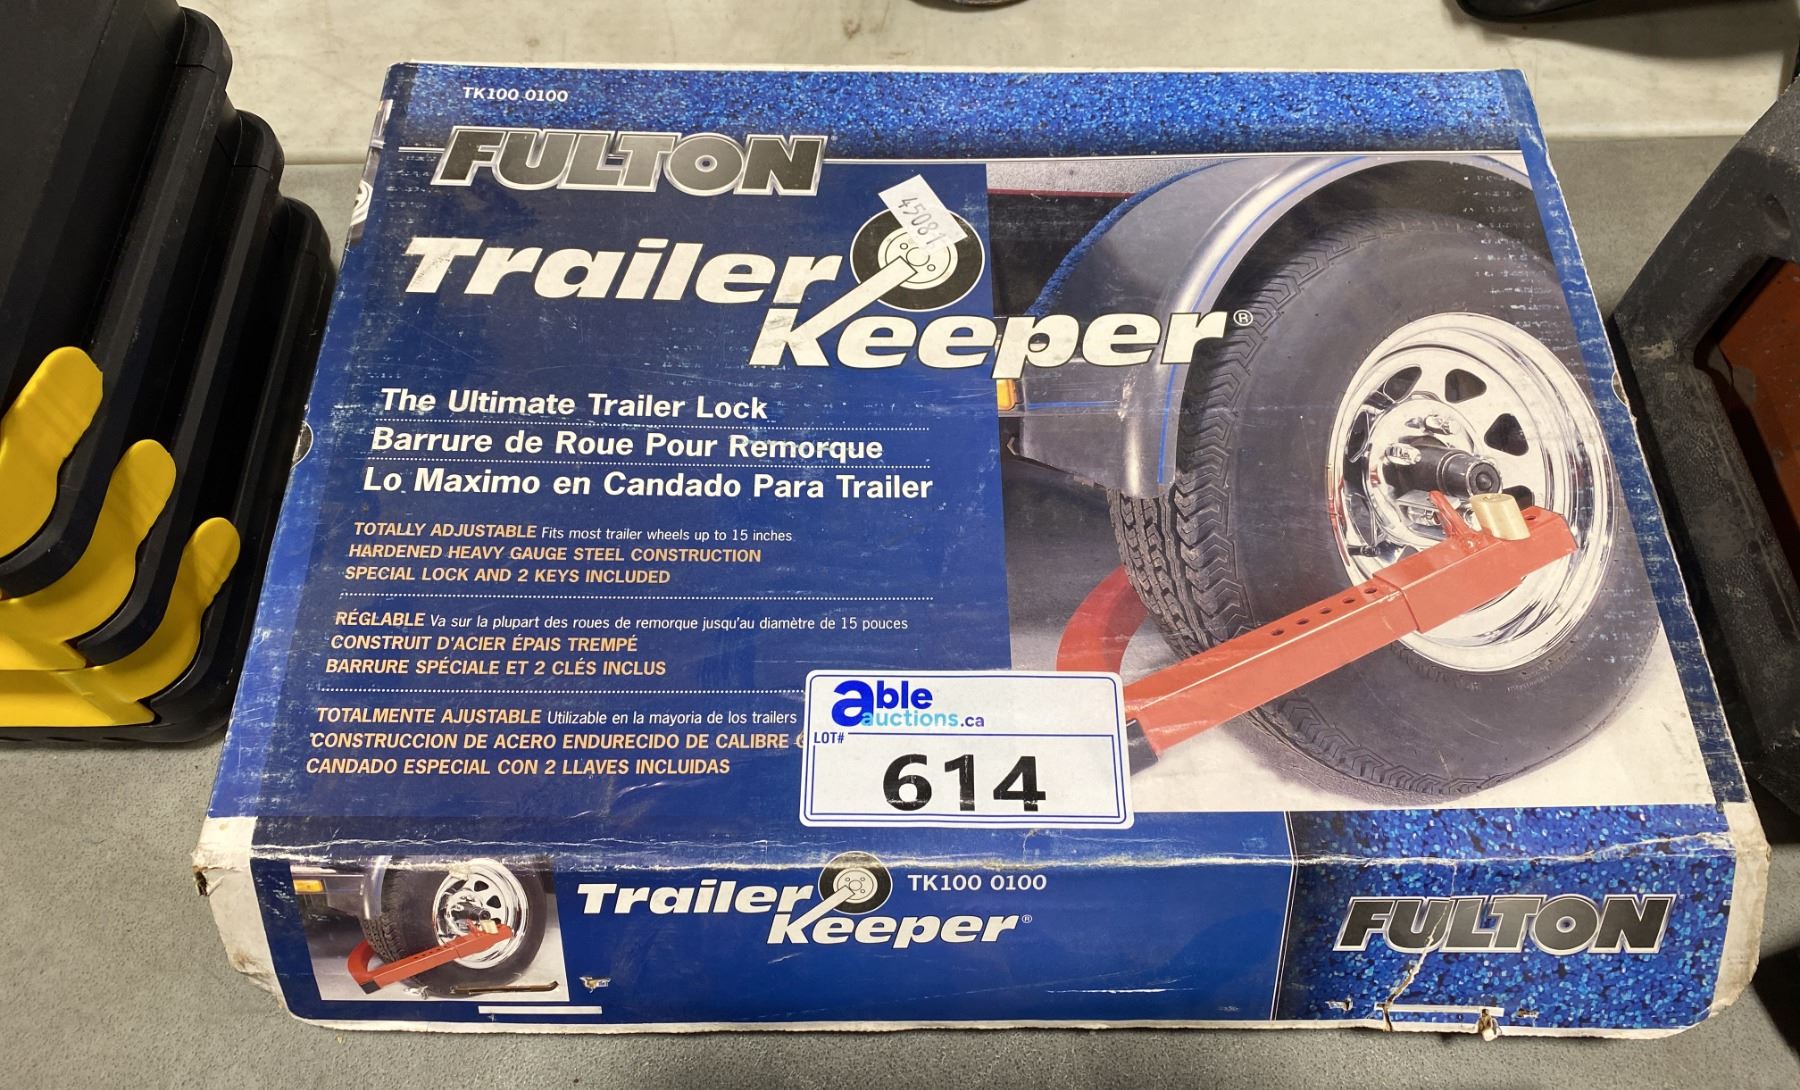 TK100 0100
FULTON
45081
Trailer
Keeper®
The Ultimate Trailer Lock
Barrure de Roue Pour Remorque
Lo Maximo en Candado Para Trailer
TOTALLY ADJUSTABLE Fits most trailer wheels up to 15 inches
HARDENED HEAVY GAUGE STEEL CONSTRUCTION
SPECIAL LOCK AND 2 KEYS INCLUDED
RÉGLABLE Va sur la plupart des roues de remorque jusqu'au diamètre de 15 pouces
CONSTRUIT D'ACIER ÉPAIS TREMPÉ
BARRURE SPÉCIALE ET 2 CLÉS INCLUS
TOTALMENTE AJUSTABLE Utilizable en la mayoria de los trailers
CONSTRUCCION DE ACERO ENDURECIDO DE CALIBRE
CANDADO ESPECIAL CON 2 LLAVES INCLUIDAS
able
auctions.ca
LOT#
614
Trailer
Keeper®
TK100 0100
FULTON